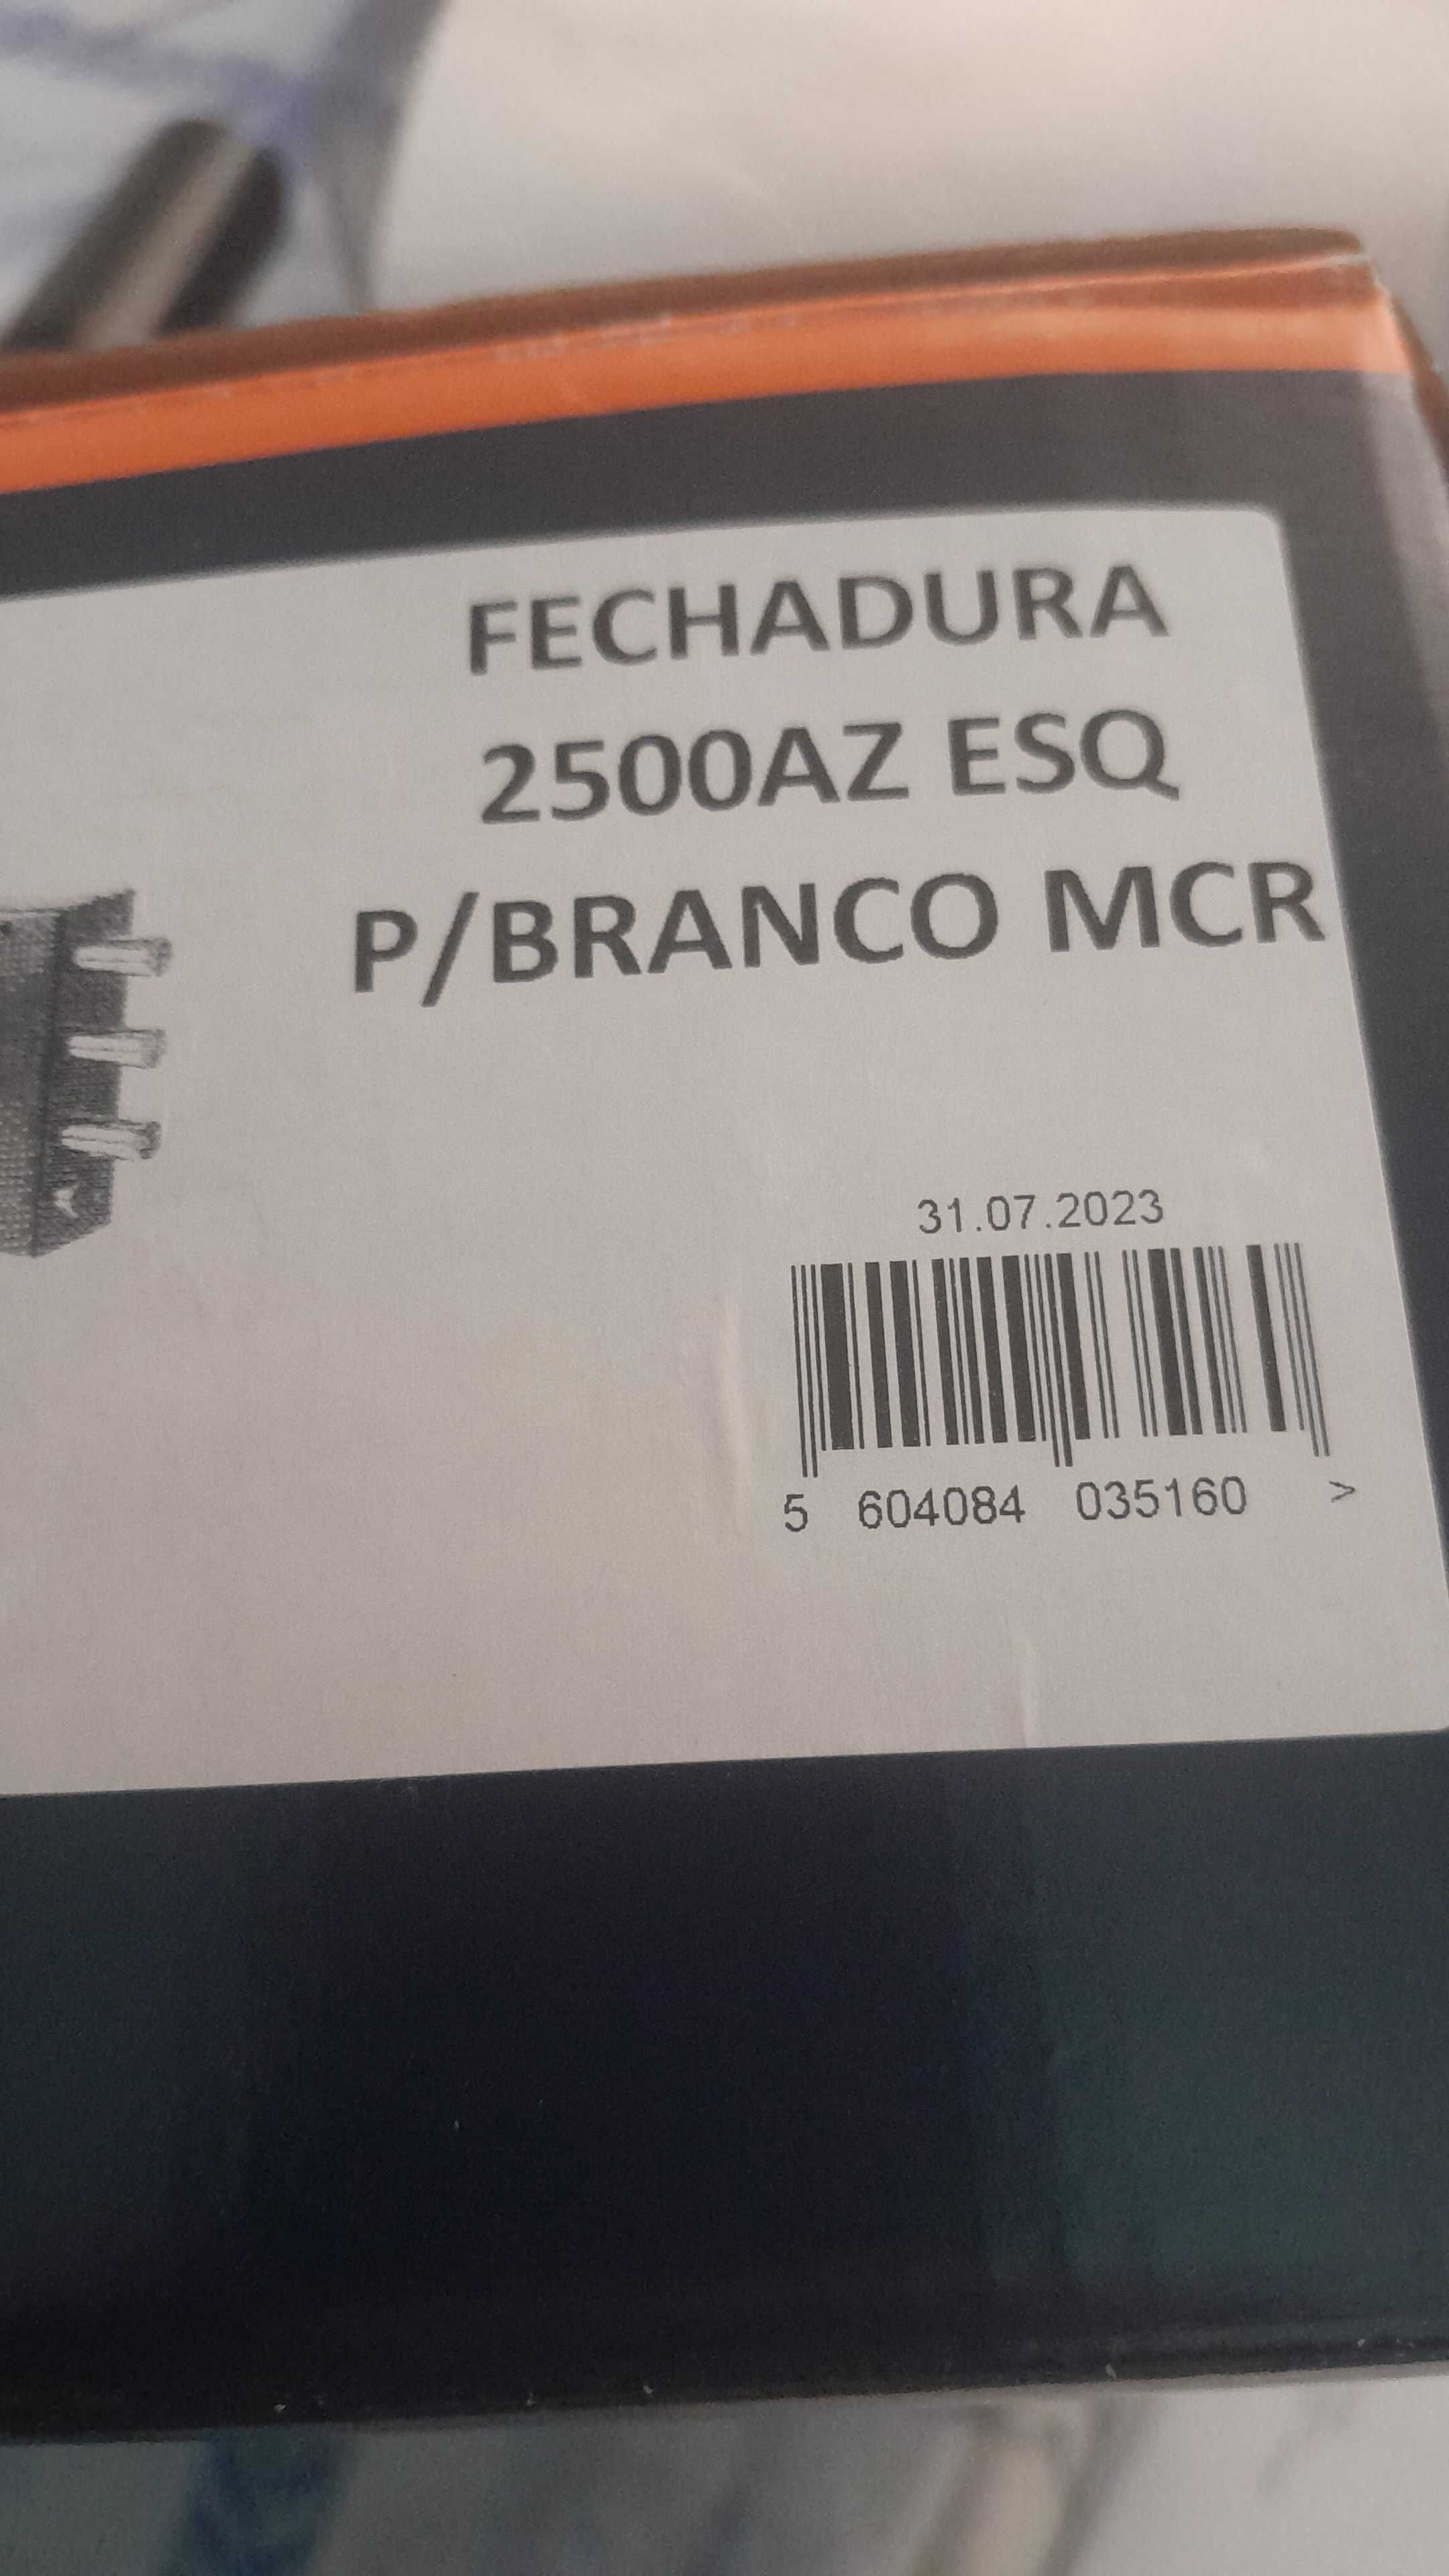 FECHADURA
2500AZ ESQ
P/BRANCO MCR
31.07.2023
5 604084 035160 >